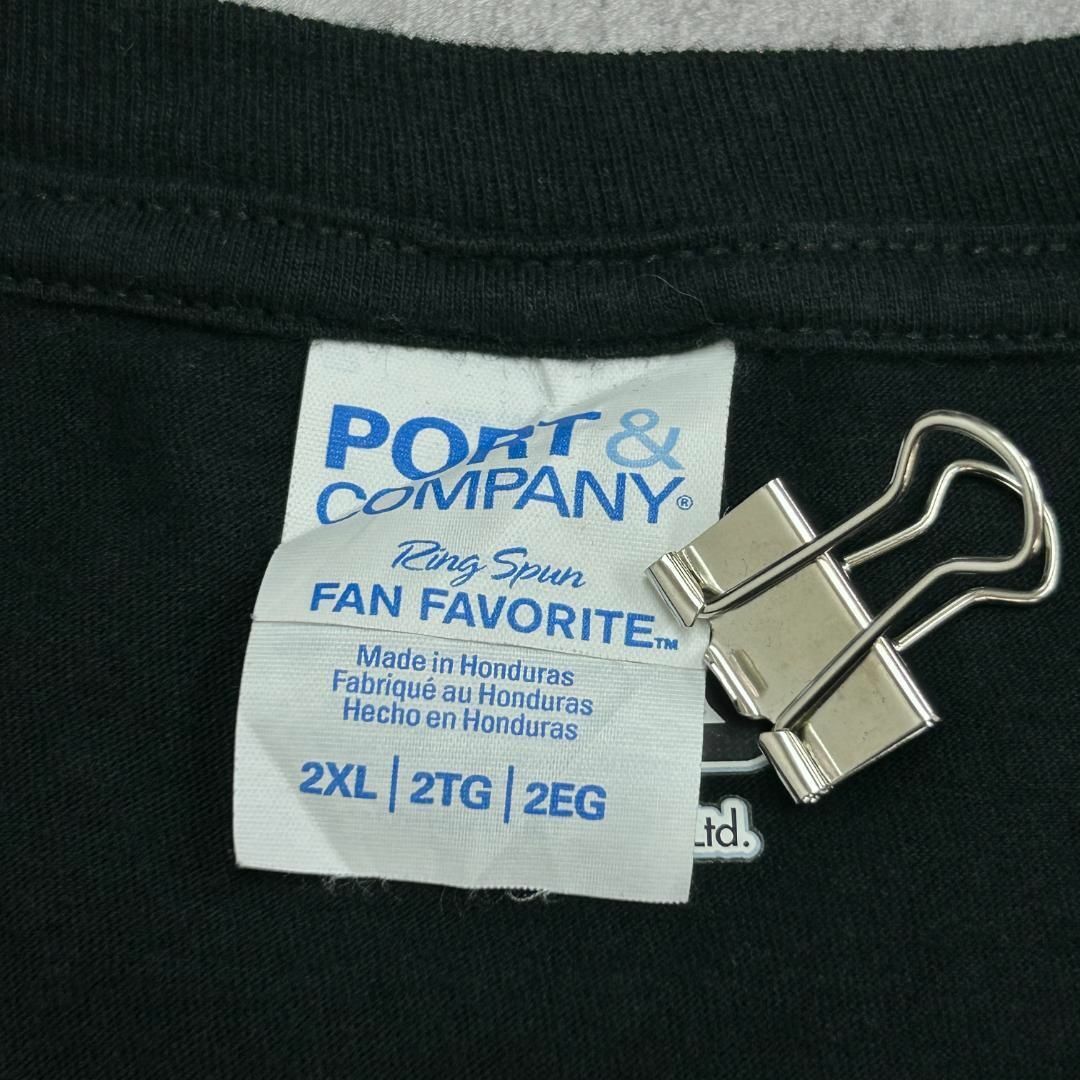 PORT &
COMPANY®
Ring Spun
FAN FAVORITE™
Made in Honduras
Fabriqué au Honduras
Hecho en Honduras
2XL | 2TG | 2EG
Ltd.